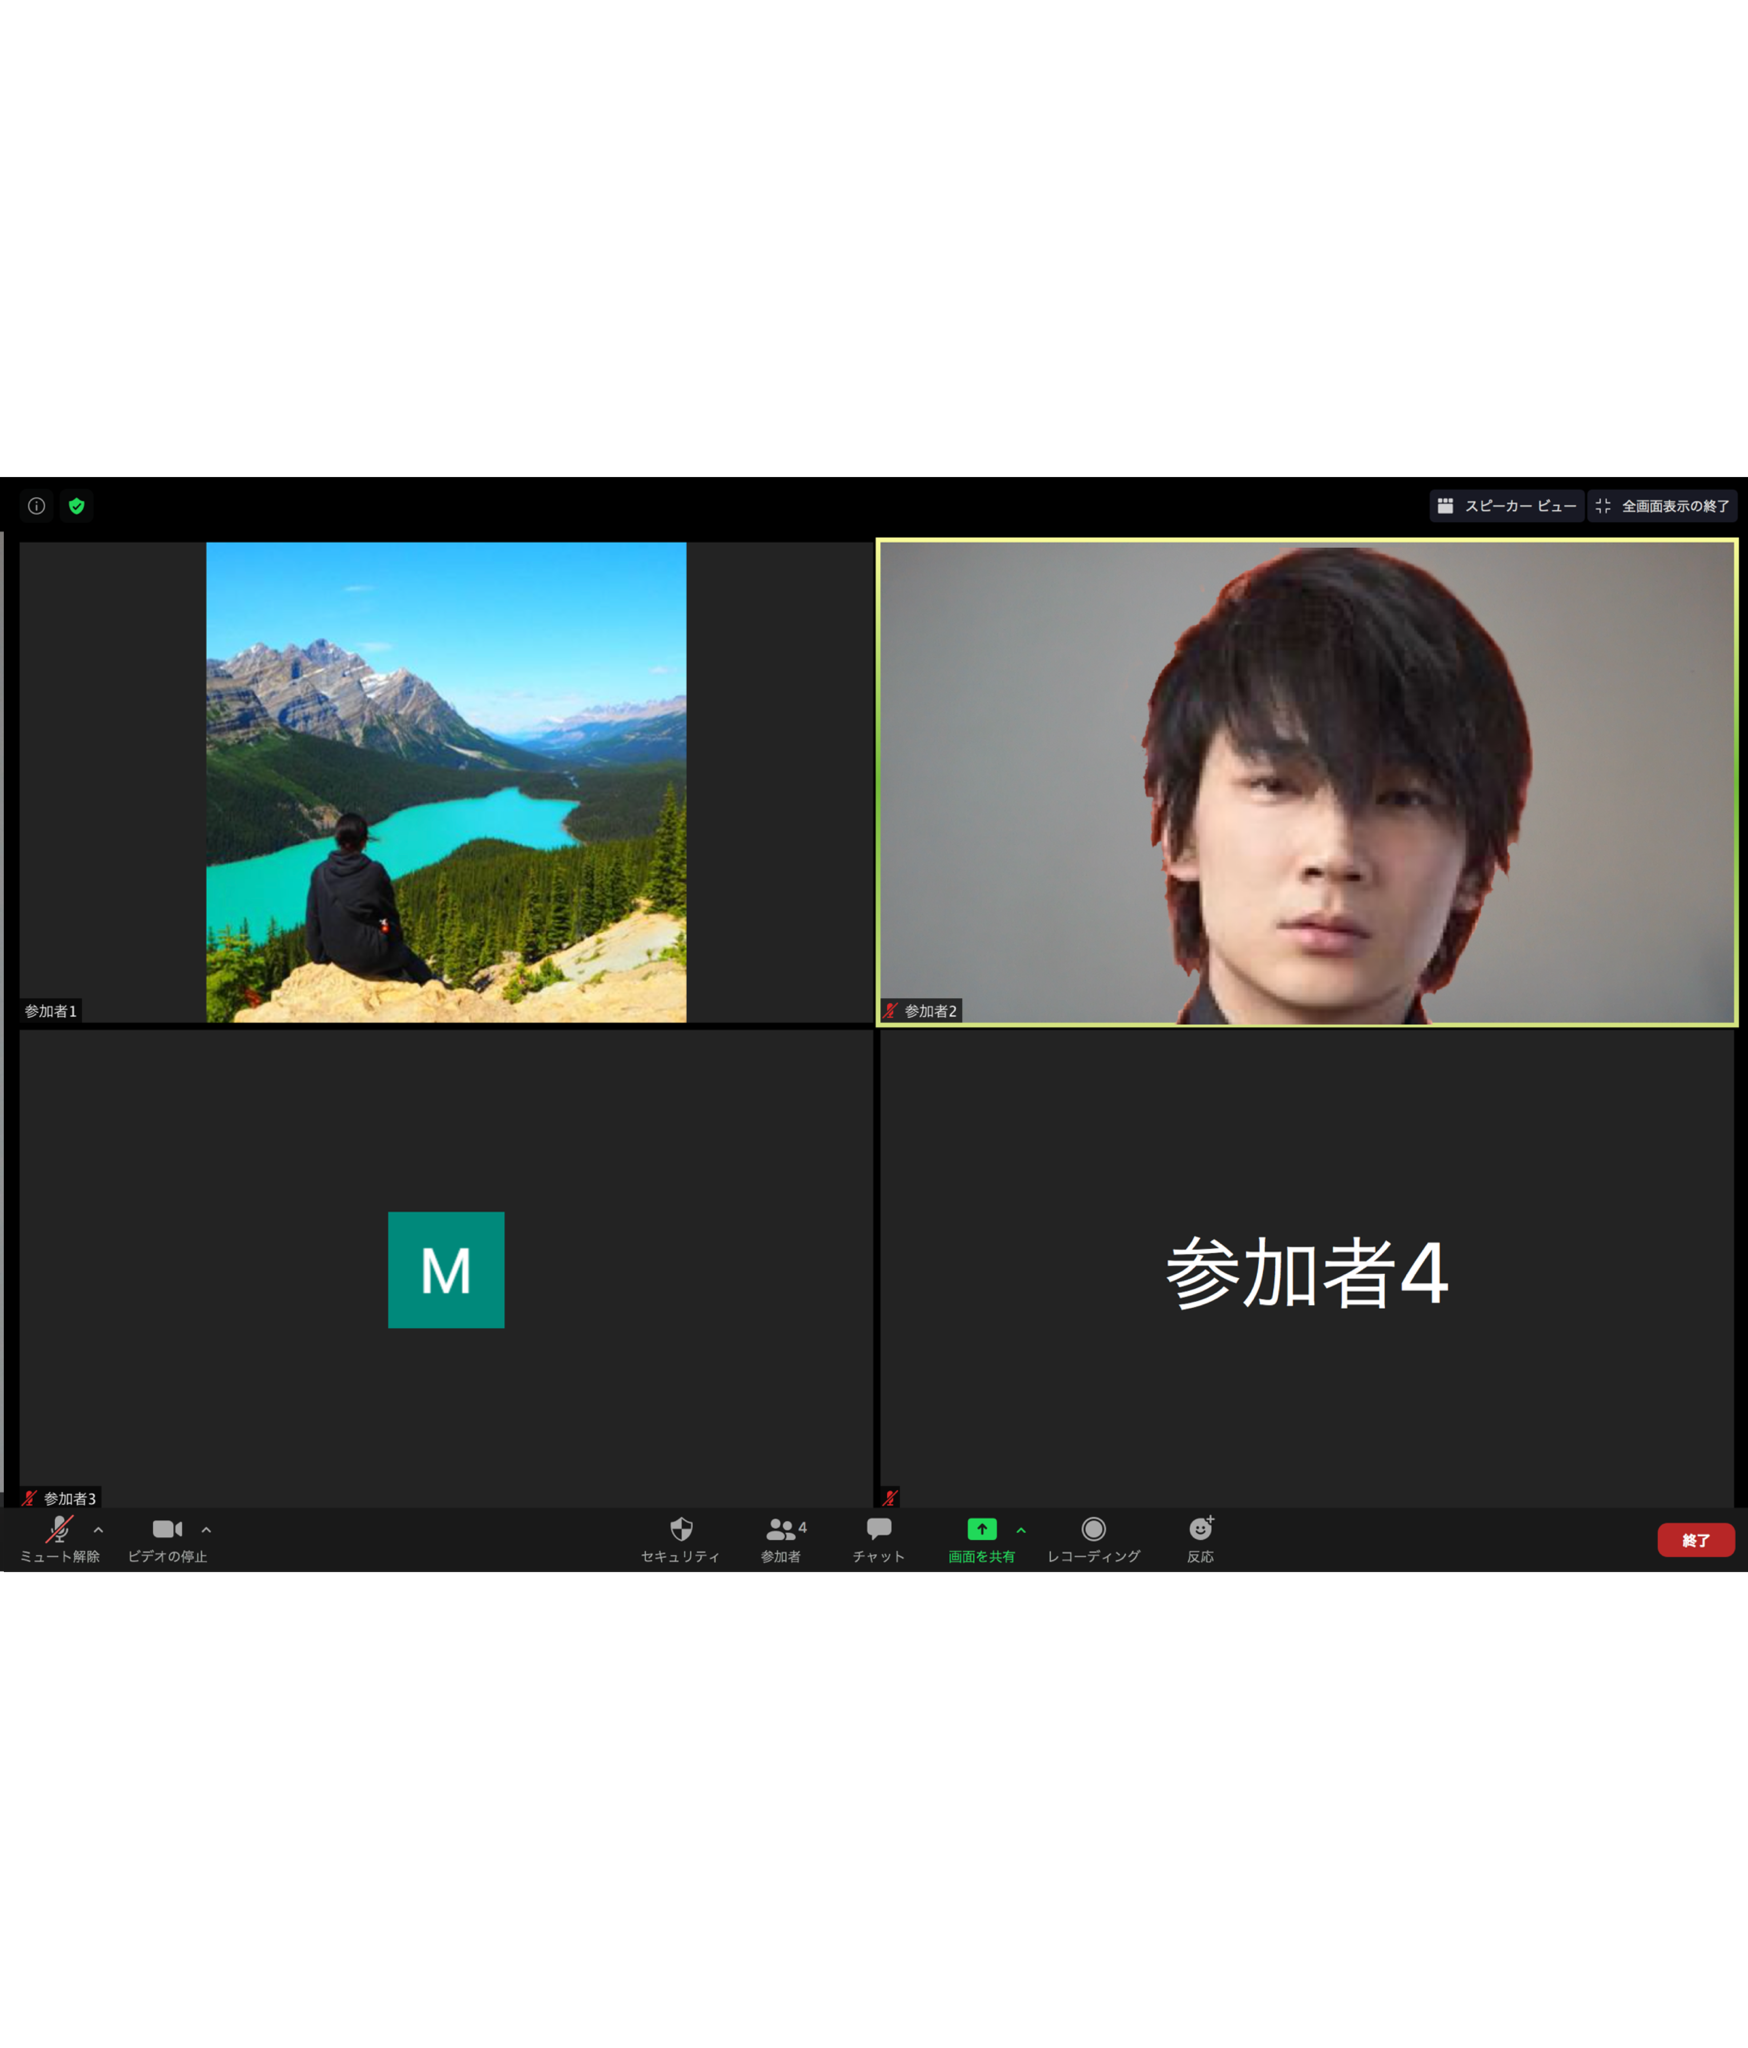 スピーカー ビュー
全画面表示の終了
参加者1
参加者2
M
参加者4
参加者3
ミュート解除
ビデオの停止
セキュリティ
4
参加者
チャット
画面を共有
レコーディング
反応
終了